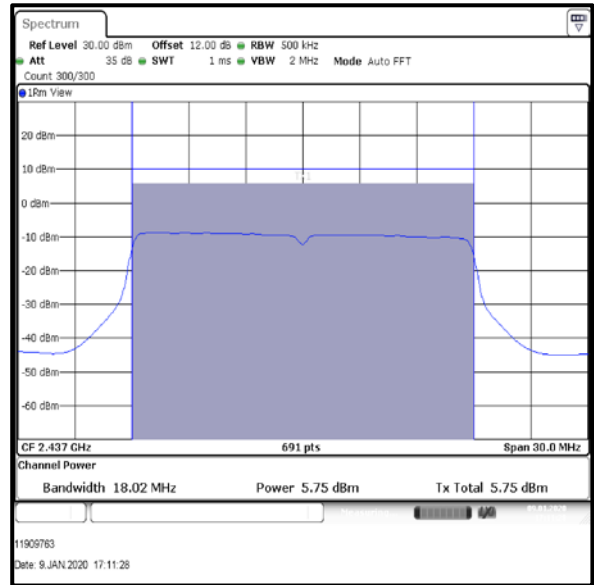 Spectrum
Ref Level 30.00 dBm Offset 12.00 dB RBW 500 kHz
Att 35 dB SWT 1 ms VBW 2 MHz Mode Auto FFT
Count 300/300
1Rm View
20 dBm
10 dBm
0 dBm
-10 dBm
-20 dBm
-30 dBm
-40 dBm
-50 dBm
-60 dBm
CF 2.437 GHz 691 pts Span 30.0 MHz
Channel Power
Bandwidth 18.02 MHz Power 5.75 dBm Tx Total 5.75 dBm
11909763
Date: 9.JAN.2020 17:11:28